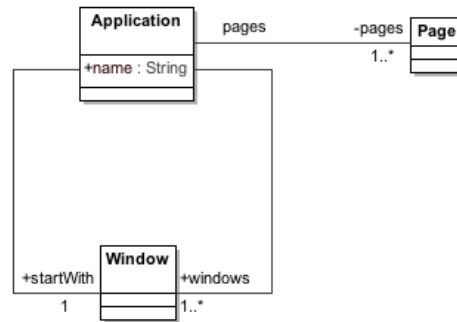 Application
+name : String
pages
-pages
1..*
Page
Window
+startWith
1
+windows
1..*